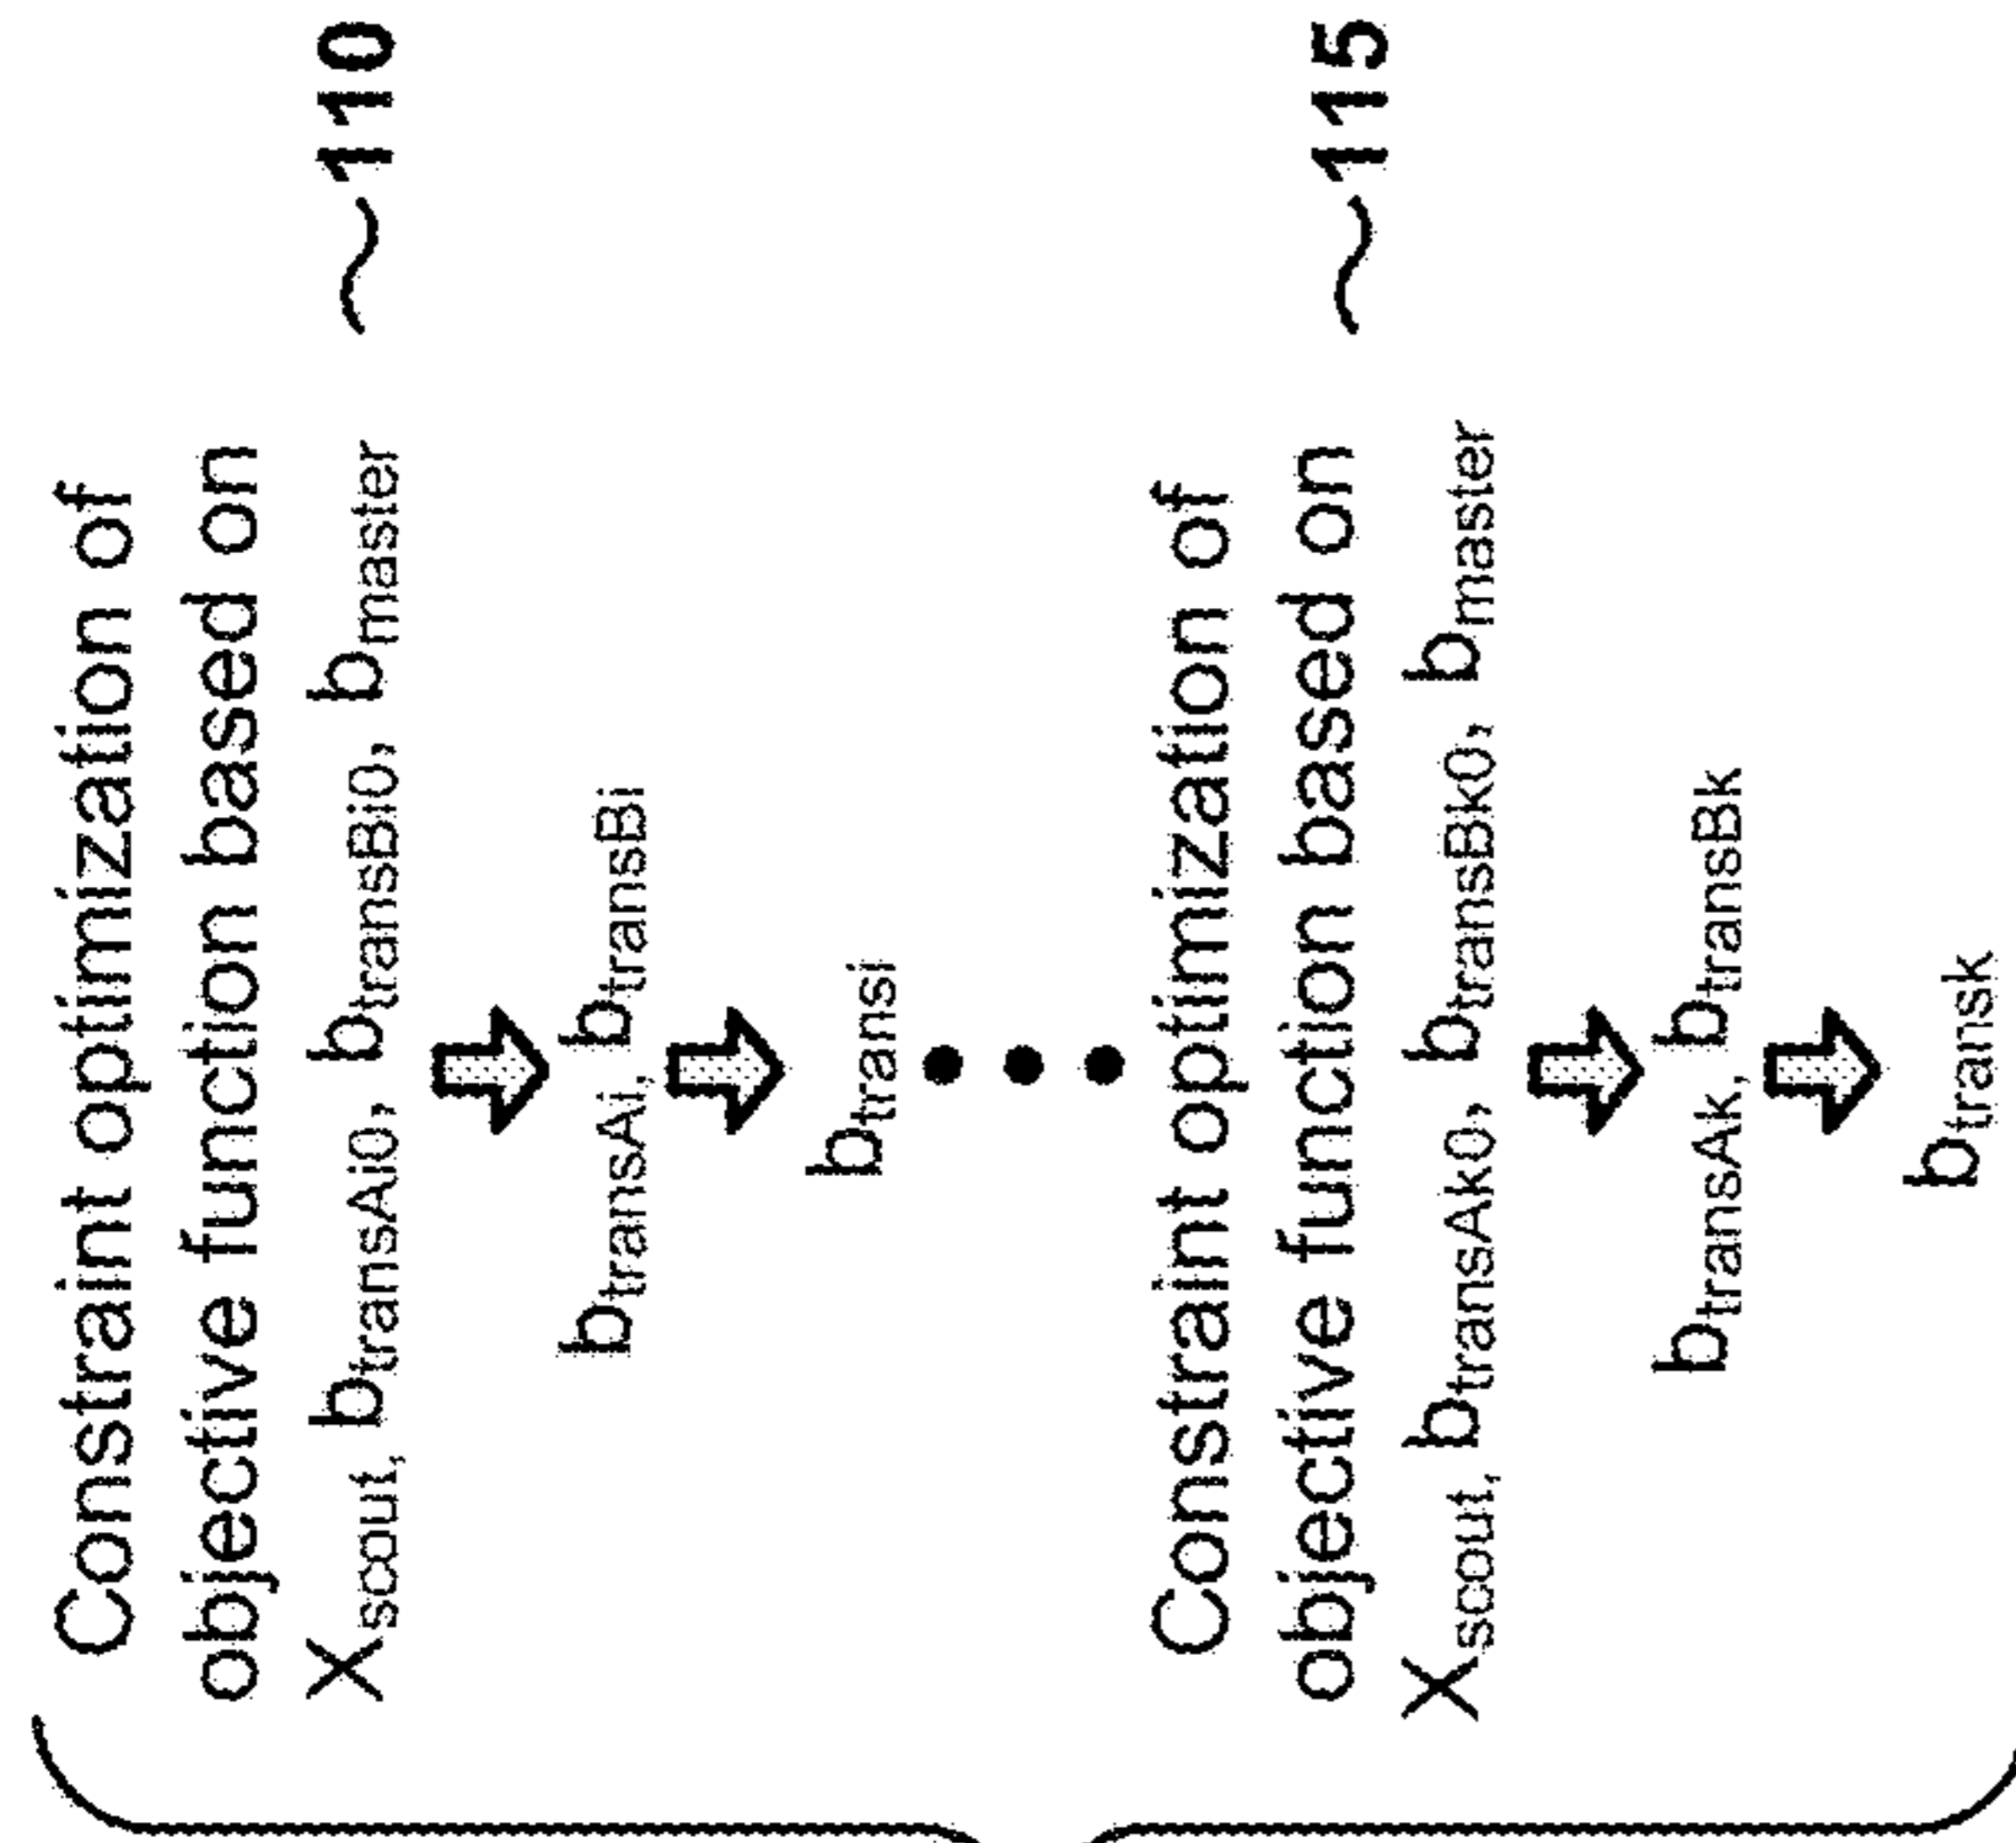 Constraint optimization of
objective function based on
Xscout, btransAi0, btransBi0, bmaster ~110
btransAi, btransBi
btransi
Constraint optimization of
objective function based on
Xscout, btransAk0, btransBk0, bmaster ~115
btransAk, btransBk
btransk